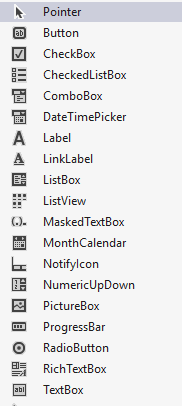 Pointer
Button
CheckBox
CheckedListBox
ComboBox
DateTimePicker
Label
LinkLabel
ListBox
ListView
MaskedTextBox
MonthCalendar
NotifyIcon
NumericUpDown
PictureBox
ProgressBar
RadioButton
RichTextBox
TextBox